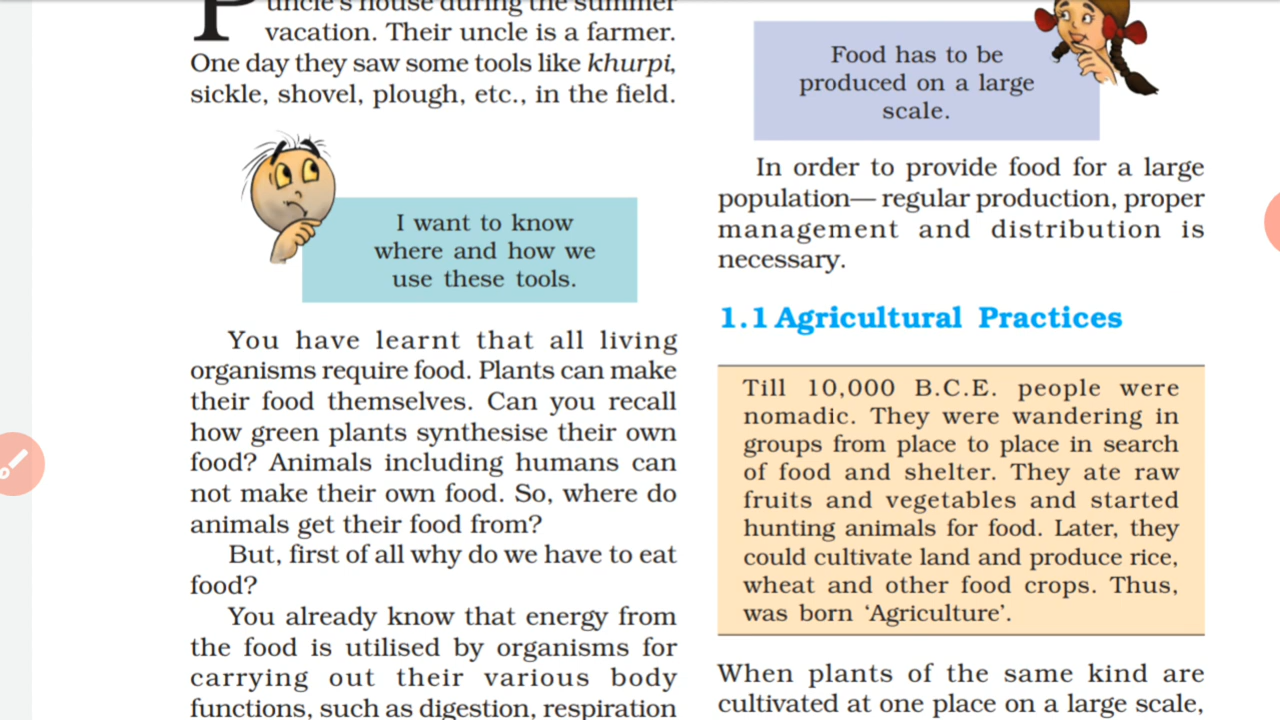 P
uncle's house during the summer
vacation. Their uncle is a farmer.
One day they saw some tools like khurpi,
sickle, shovel, plough, etc., in the field.
I want to know
where and how we
use these tools.
You have learnt that all living
organisms require food. Plants can make
their food themselves. Can you recall
how green plants synthesise their own
food? Animals including humans can
not make their own food. So, where do
animals get their food from?
But, first of all why do we have to eat
food?
You already know that energy from
the food is utilised by organisms for
carrying out their various body
functions, such as digestion, respiration
Food has to be
produced on a large
scale.
In order to provide food for a large
population— regular production, proper
management and distribution is
necessary.
1.1 Agricultural Practices
Till 10,000 B.C.E. people were
nomadic. They were wandering in
groups from place to place in search
of food and shelter. They ate raw
fruits and vegetables and started
hunting animals for food. Later, they
could cultivate land and produce rice,
wheat and other food crops. Thus,
was born ‘Agriculture’.
When plants of the same kind are
cultivated at one place on a large scale,